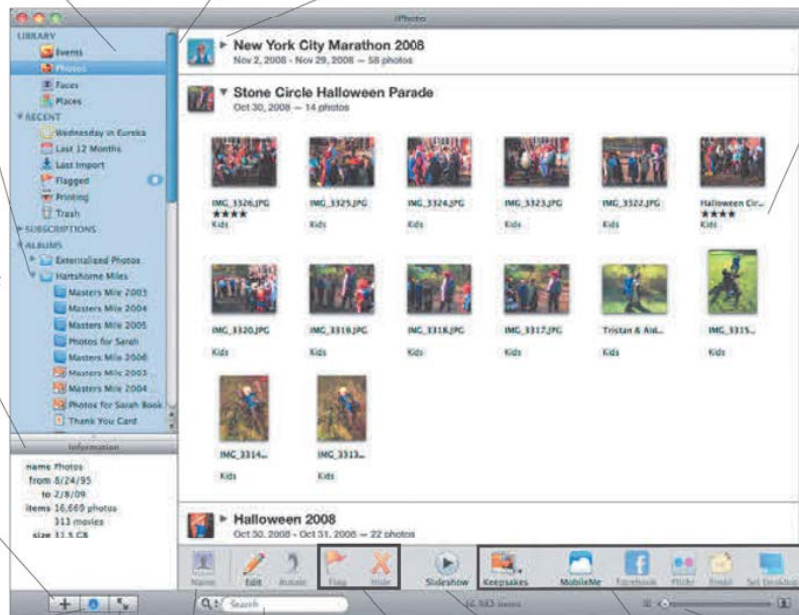 iPhoto
LIBRARY
Events
Photos
Faces
Places
RECENT
Wednesday in Eureka
Last 12 Months
Last Import
Flagged
Printing
Trash
SUBSCRIPTIONS
ALBUMS
Externalized Photos
Hartshorne Miles
Masters Mile 2003
Masters Mile 2004
Masters Mile 2005
Photos for Sarah
Masters Mile 2006
Masters Mile 2003
Masters Mile 2004
Photos for Sarah Book
Thank You Card
Information
name Photos
from 8/24/95
to 2/8/09
items 16,669 photos
313 movies
size 31.5 GB
New York City Marathon 2008
Nov 2, 2008 - Nov 29, 2008 — 58 photos
Stone Circle Halloween Parade
Oct 30, 2008 — 14 photos
IMG_3326.JPG IMG_3325.JPG IMG_3324.JPG IMG_3323.JPG IMG_3322.JPG Halloween Cir...
★★★★ ★★★★
Kids Kids Kids Kids Kids Kids
IMG_3320.JPG IMG_3319.JPG IMG_3318.JPG IMG_3317.JPG Tristan & Aid... IMG_3315...
Kids Kids Kids Kids Kids Kids
IMG_3314... IMG_3313...
Kids Kids
Halloween 2008
Oct 30, 2008 - Oct 31, 2008 — 22 photos
Name Edit Rotate Flag Hide Slideshow Keepsakes MobileMe Facebook Flickr Email Set Desktop
Search
16,982 items